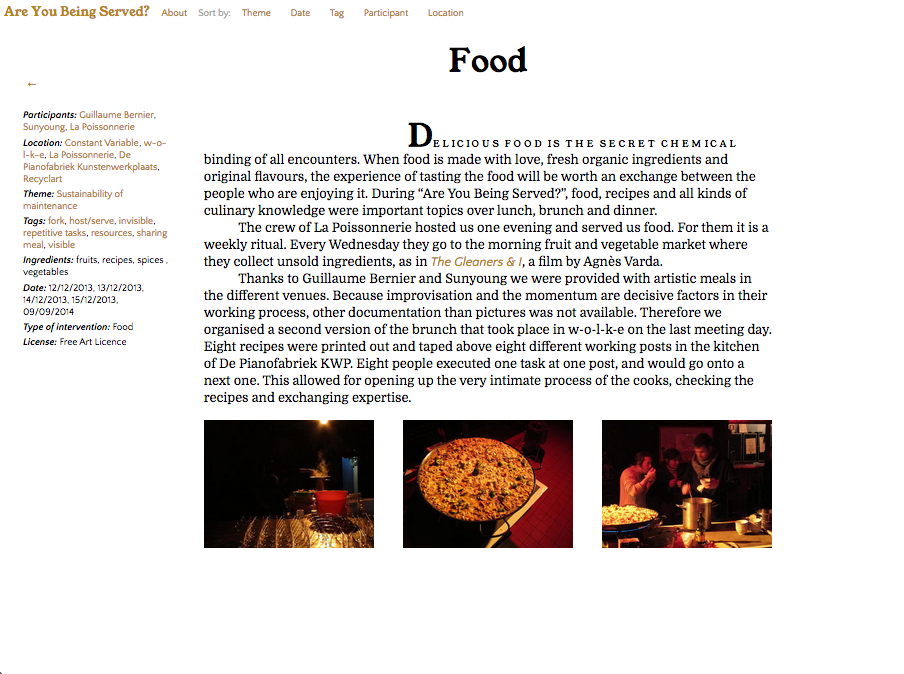 Are You Being Served? About Sort by: Theme Date Tag Participant Location
Food
←
Participants: Guillaume Bernier,
Sunyoung, La Poissonnerie
Location: Constant Variable, w-o-
l-k-e, La Poissonnerie, De
Pianofabriek Kunstenwerkplaats,
Recyclart
Theme: Sustainability of
maintenance
Tags: fork, host/serve, invisible,
repetitive tasks, resources, sharing
meal, visible
Ingredients: fruits, recipes, spices ,
vegetables
Date: 12/12/2013, 13/12/2013,
14/12/2013, 15/12/2013,
09/09/2014
Type of intervention: Food
License: Free Art Licence
Delicious food is the secret chemical
binding of all encounters. When food is made with love, fresh organic ingredients and
original flavours, the experience of tasting the food will be worth an exchange between the
people who are enjoying it. During “Are You Being Served?”, food, recipes and all kinds of
culinary knowledge were important topics over lunch, brunch and dinner.
The crew of La Poissonnerie hosted us one evening and served us food. For them it is a
weekly ritual. Every Wednesday they go to the morning fruit and vegetable market where
they collect unsold ingredients, as in The Gleaners & I, a film by Agnès Varda.
Thanks to Guillaume Bernier and Sunyoung we were provided with artistic meals in
the different venues. Because improvisation and the momentum are decisive factors in their
working process, other documentation than pictures was not available. Therefore we
organised a second version of the brunch that took place in w-o-l-k-e on the last meeting day.
Eight recipes were printed out and taped above eight different working posts in the kitchen
of De Pianofabriek KWP. Eight people executed one task at one post, and would go onto a
next one. This allowed for opening up the very intimate process of the cooks, checking the
recipes and exchanging expertise.